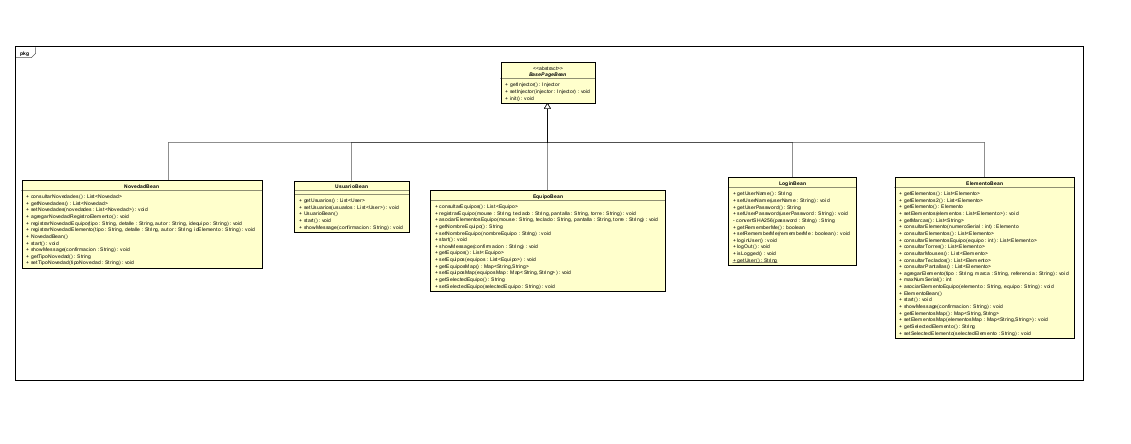 pkg
<<abstract>>
BasePageBean
+ getInjector() : Injector
+ setInjector(injector : Injector) : void
+ init() : void
NovedadBean
+ consultarNovedades() : List<Novedad>
+ getNovedades() : List<Novedad>
+ setNovedades(novedades : List<Novedad>) : void
+ agregarNovedadRegistroElemento() : void
+ registrarNovedadEquipo(tipo : String, detalle : String, autor : String, idequipo : String) : void
+ registrarNovedadElemento(tipo : String, detalle : String, autor : String, idElemento : String) : void
+ NovedadBean()
+ start() : void
+ showMessage(confirmacion : String) : void
+ getTipoNovedad() : String
+ setTipoNovedad(tipoNovedad : String) : void
UsuarioBean
+ getUsuarios() : List<User>
+ setUsuarios(usuarios : List<User>) : void
+ UsuarioBean()
+ start() : void
+ showMessage(confirmacion : String) : void
EquipoBean
+ consultarEquipos() : List<Equipo>
+ registrarEquipo(mouse : String, teclado : String, pantalla : String, torre : String) : void
+ asociarElementosEquipo(mouse : String, teclado : String, pantalla : String, torre : String) : void
+ getNombreEquipo() : String
+ setNombreEquipo(nombreEquipo : String) : void
+ start() : void
+ showMessage(confirmacion : String) : void
+ getEquipos() : List<Equipo>
+ setEquipos(equipos : List<Equipo>) : void
+ getEquiposMap() : Map<String,String>
+ setEquiposMap(equiposMap : Map<String,String>) : void
+ getSelectedEquipo() : String
+ setSelectedEquipo(selectedEquipo : String) : void
LoginBean
+ getUserName() : String
+ setUserName(userName : String) : void
+ getUserPassword() : String
+ setUserPassword(userPassword : String) : void
- convertSHA256(password : String) : String
+ getRememberMe() : boolean
+ setRememberMe(rememberMe : boolean) : void
+ loginUser() : void
+ logOut() : void
+ isLogged() : void
+ getUser() : String
ElementoBean
+ getElementos() : List<Elemento>
+ getElementos2() : List<Elemento>
+ getElemento() : Elemento
+ setElementos(elementos : List<Elemento>) : void
+ getMarcas() : List<String>
+ consultarElemento(numeroSerial : int) : Elemento
+ consultarElementos() : List<Elemento>
+ consultarElementosEquipo(equipo : int) : List<Elemento>
+ consultarTorres() : List<Elemento>
+ consultarMouses() : List<Elemento>
+ consultarTeclados() : List<Elemento>
+ consultarPantallas() : List<Elemento>
+ agregarElemento(tipo : String, marca : String, referencia : String) : void
+ maxNumSerial() : int
+ asociarElementoEquipo(elemento : String, equipo : String) : void
+ ElementoBean()
+ start() : void
+ showMessage(confirmacion : String) : void
+ getElementosMap() : Map<String,String>
+ setElementosMap(elementosMap : Map<String,String>) : void
+ getSelectedElemento() : String
+ setSelectedElemento(selectedElemento : String) : void